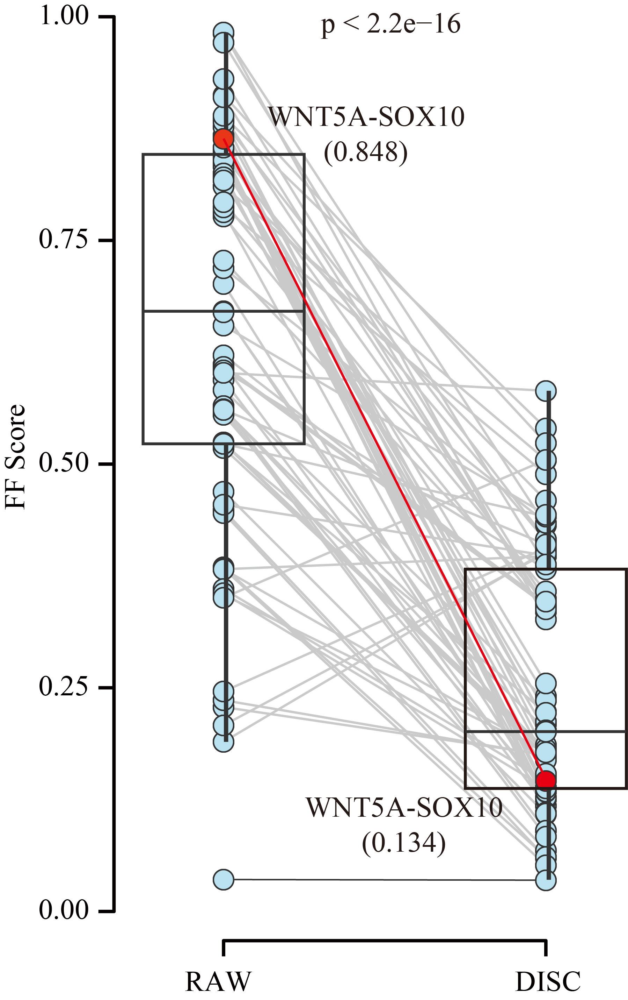 1.00
p < 2.2e−16
WNT5A-SOX10
(0.848)
0.75
FF Score
0.50
0.25
WNT5A-SOX10
(0.134)
0.00
RAW
DISC